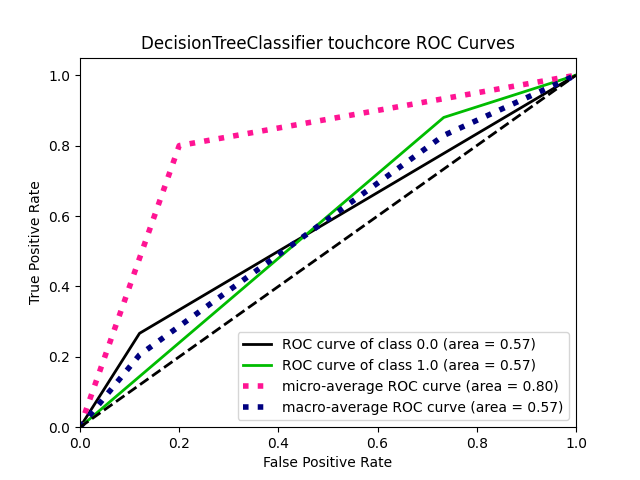 DecisionTreeClassifier touchcore ROC Curves
1.0
0.8
0.6
0.4
0.2
0.0
True Positive Rate
ROC curve of class 0.0 (area = 0.57)
ROC curve of class 1.0 (area = 0.57)
micro-average ROC curve (area = 0.80)
macro-average ROC curve (area = 0.57)
0.0 0.2 0.4 0.6 0.8 1.0
False Positive Rate